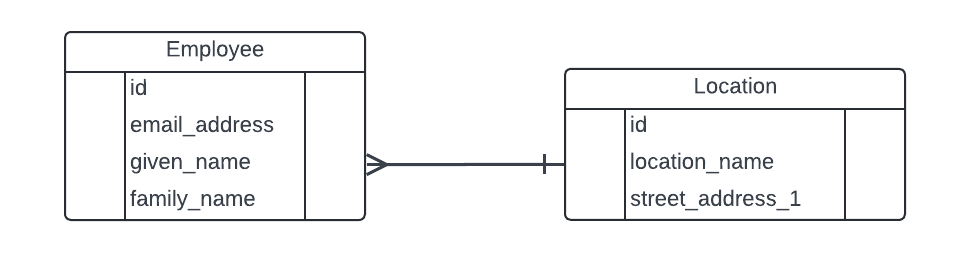 Employee
id
email_address
given_name
family_name
Location
id
location_name
street_address_1